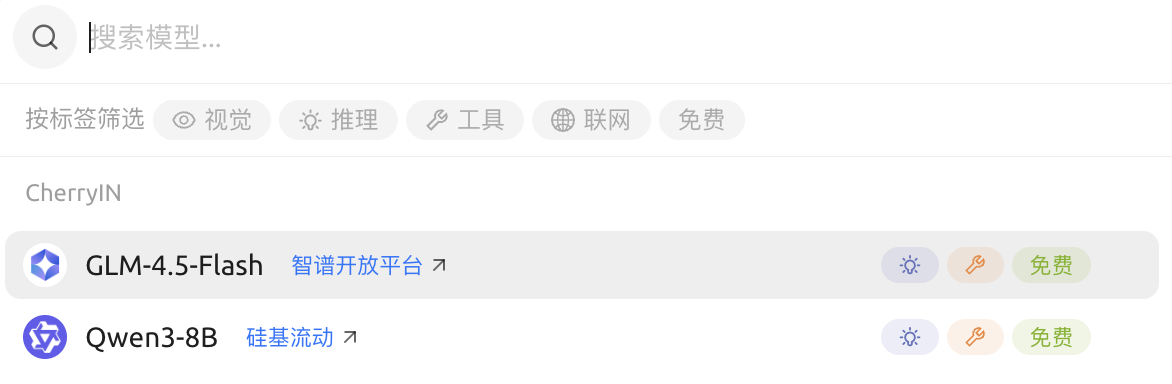 搜索模型...
按标签筛选 视觉 推理 工具 联网 免费
CherryIN
GLM-4.5-Flash 智谱开放平台 免费
Qwen3-8B 硅基流动 免费